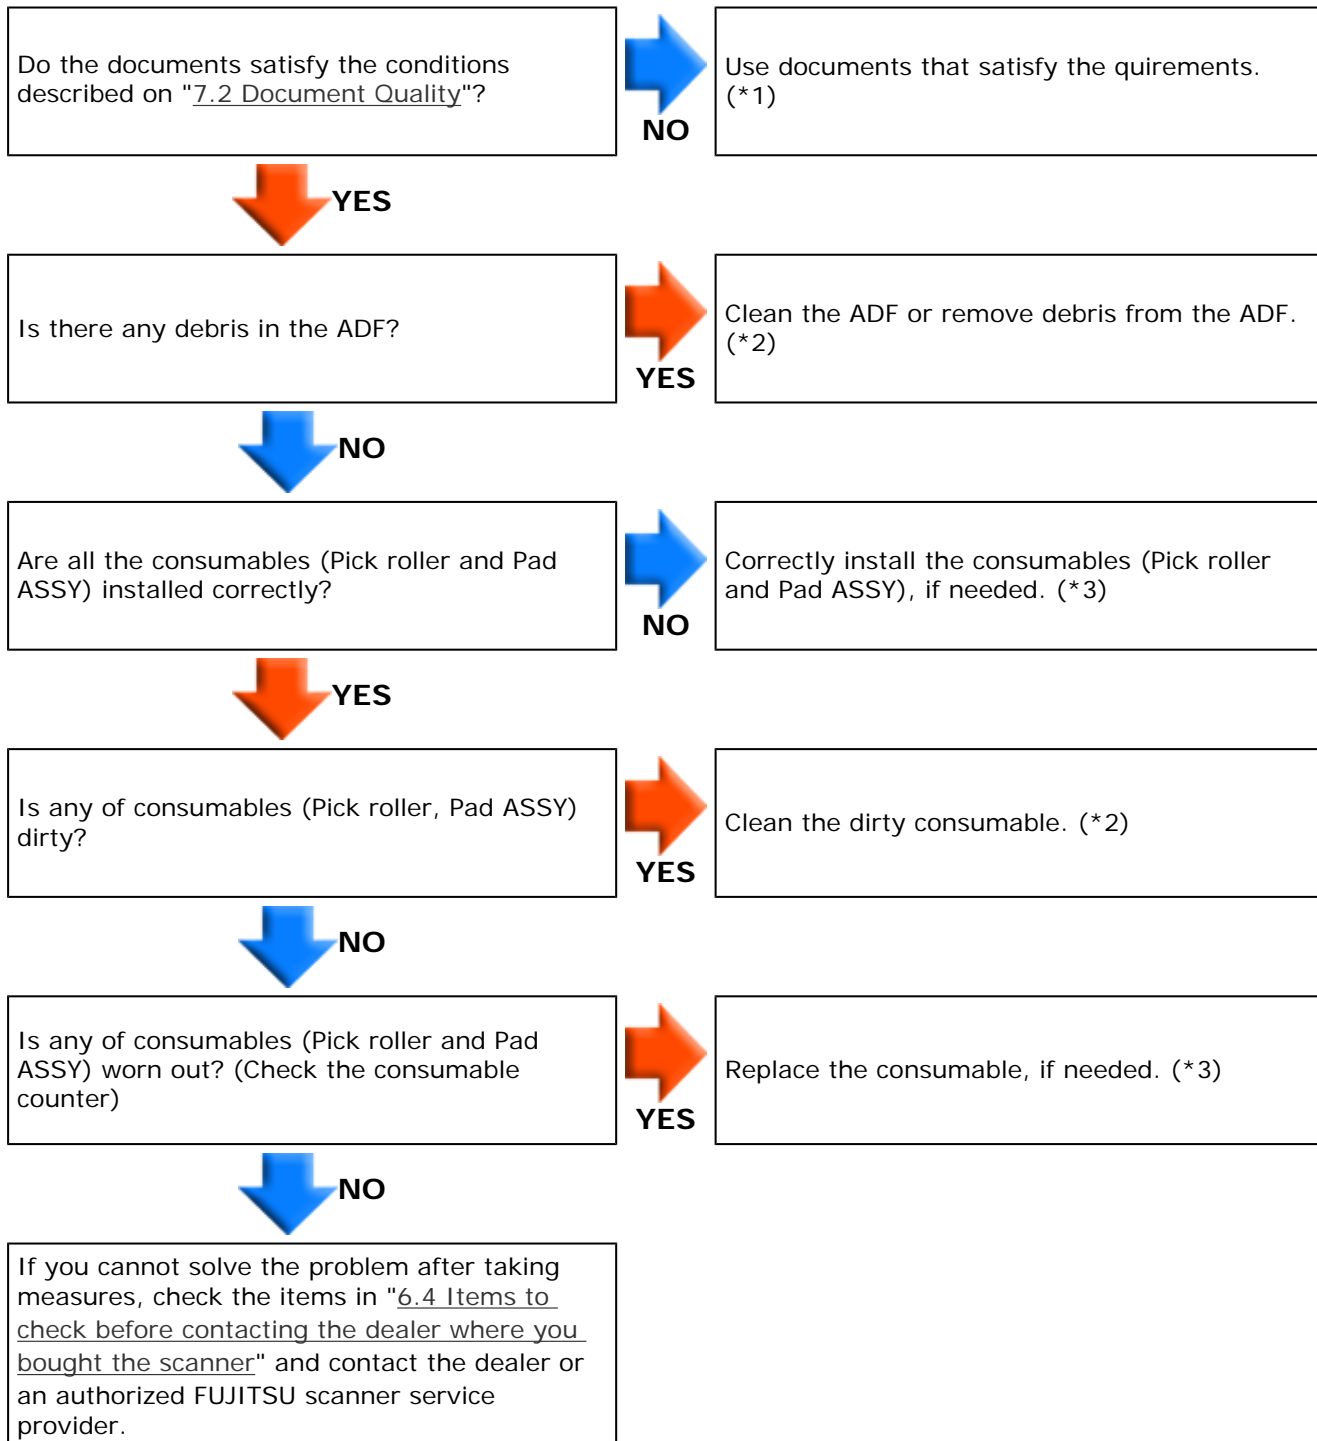 Do the documents satisfy the conditions
described on "7.2 Document Quality"?
NO
Use documents that satisfy the quirements.
(*1)
YES
Is there any debris in the ADF?
YES
Clean the ADF or remove debris from the ADF.
(*2)
NO
Are all the consumables (Pick roller and Pad
ASSY) installed correctly?
NO
Correctly install the consumables (Pick roller
and Pad ASSY), if needed. (*3)
YES
Is any of consumables (Pick roller, Pad ASSY)
dirty?
YES
Clean the dirty consumable. (*2)
NO
Is any of consumables (Pick roller and Pad
ASSY) worn out? (Check the consumable
counter)
YES
Replace the consumable, if needed. (*3)
NO
If you cannot solve the problem after taking
measures, check the items in "6.4 Items to
check before contacting the dealer where you
bought the scanner" and contact the dealer or
an authorized FUJITSU scanner service
provider.